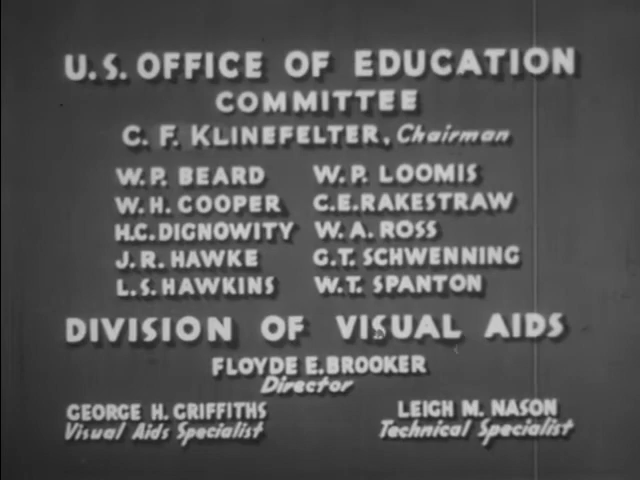 U.S. OFFICE OF EDUCATION
COMMITTEE
C. F. KLINEFELTER, Chairman
W.P. BEARD W.P. LOOMIS
W.H. COOPER C.E. RAKESTRAW
H.C. DIGNOWITY W.A. ROSS
J.R. HAWKE G.T. SCHWENNING
L.S. HAWKINS W.T. SPANTON
DIVISION OF VISUAL AIDS
FLOYDE E. BROOKER
Director
GEORGE H. GRIFFITHS LEIGH M. NASON
Visual Aids Specialist Technical Specialist